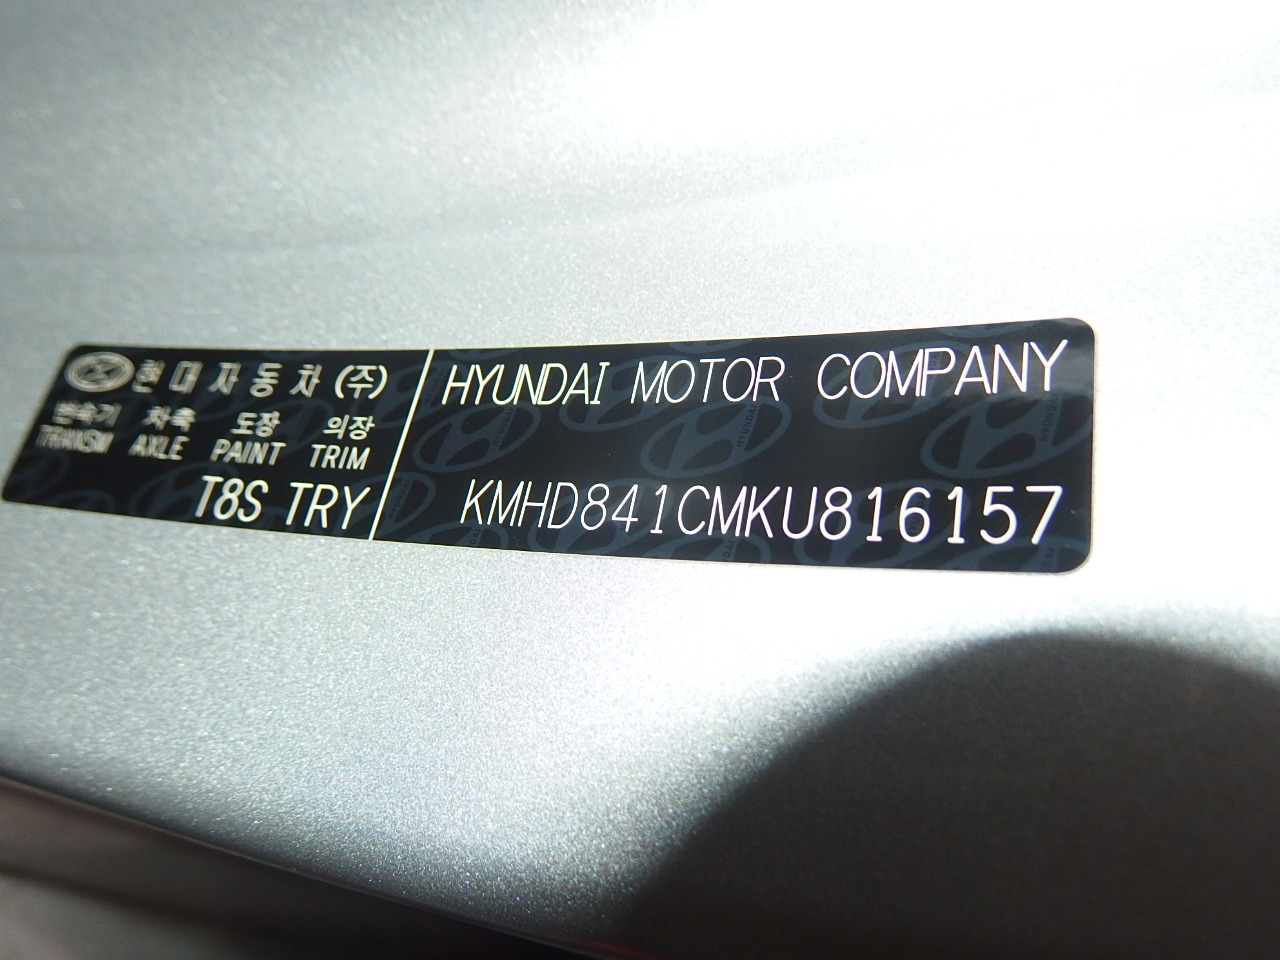 현대자동차(주)
변속기 차축 도장 의장
TRANSM AXLE PAINT TRIM
T8S TRY
HYUNDAI MOTOR COMPANY
KMHD841CMKU816157